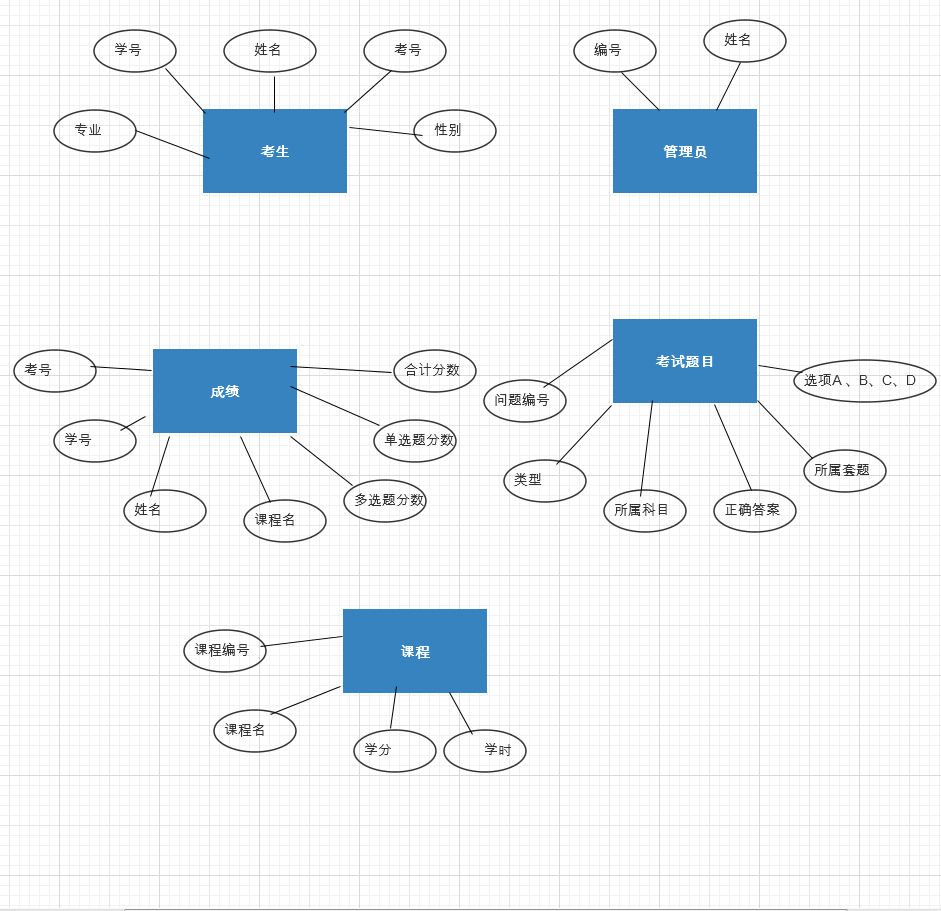 学号
姓名
考号
专业
考生
性别
编号
姓名
管理员
考号
成绩
合计分数
学号
单选题分数
姓名
课程名
多选题分数
考试题目
选项A 、B、C、D
问题编号
类型
所属科目
正确答案
所属套题
课程编号
课程
课程名
学分
学时